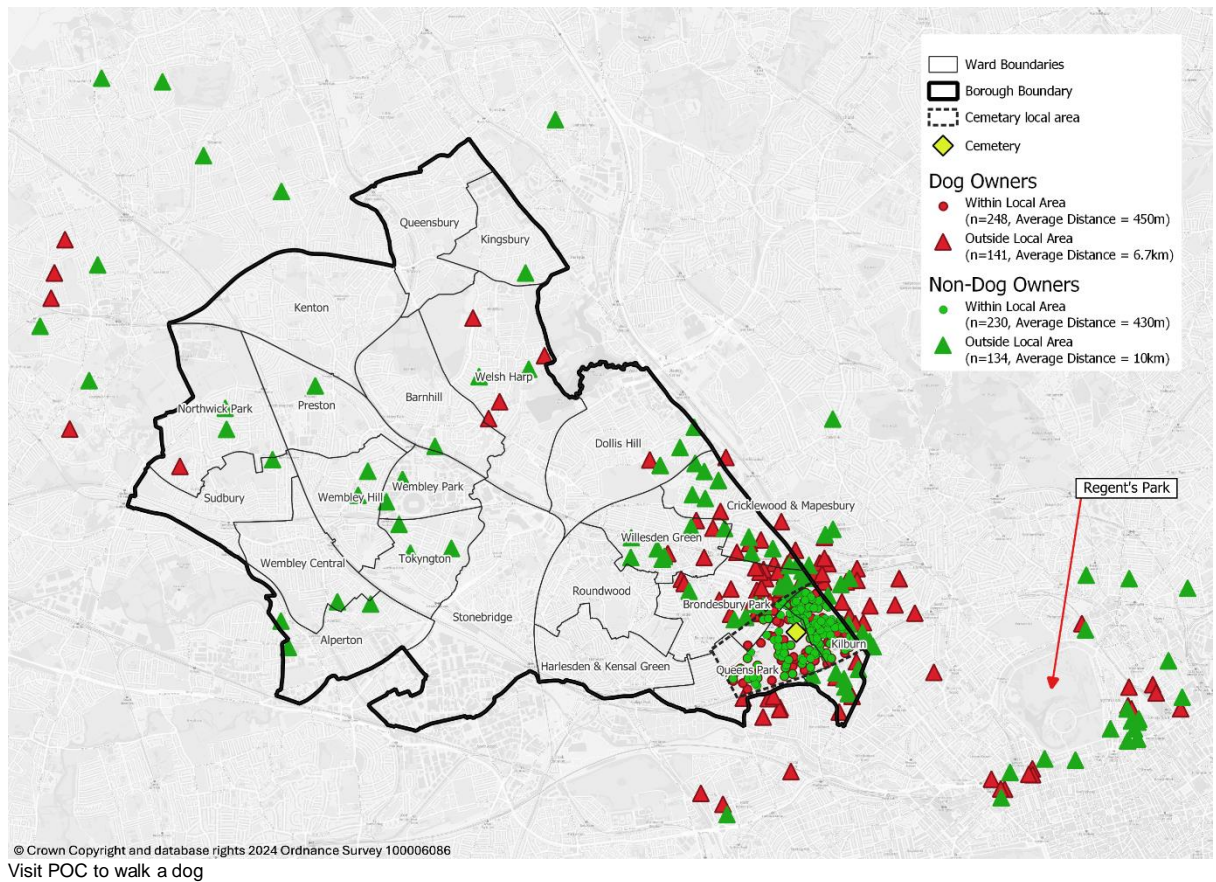 Ward Boundaries
Borough Boundary
Cemetary local area
Cemetery
Dog Owners
Within Local Area
(n=248, Average Distance = 450m)
Outside Local Area
(n=141, Average Distance = 6.7km)
Non-Dog Owners
Within Local Area
(n=230, Average Distance = 430m)
Outside Local Area
(n=134, Average Distance = 10km)
Queensbury
Kingsbury
Kenton
Welsh Harp
Northwick Park
Preston
Barnhill
Dollis Hill
Sudbury
Wembley Hill
Wembley Park
Cricklewood & Mapesbury
Regent's Park
Willesden Green
Tokyngton
Wembley Central
Roundwood
Brondesbury Park
Stonebridge
Alperton
Kilburn
Harlesden & Kensal Green
Queens Park
© Crown Copyright and database rights 2024 Ordnance Survey 100006086
Visit POC to walk a dog